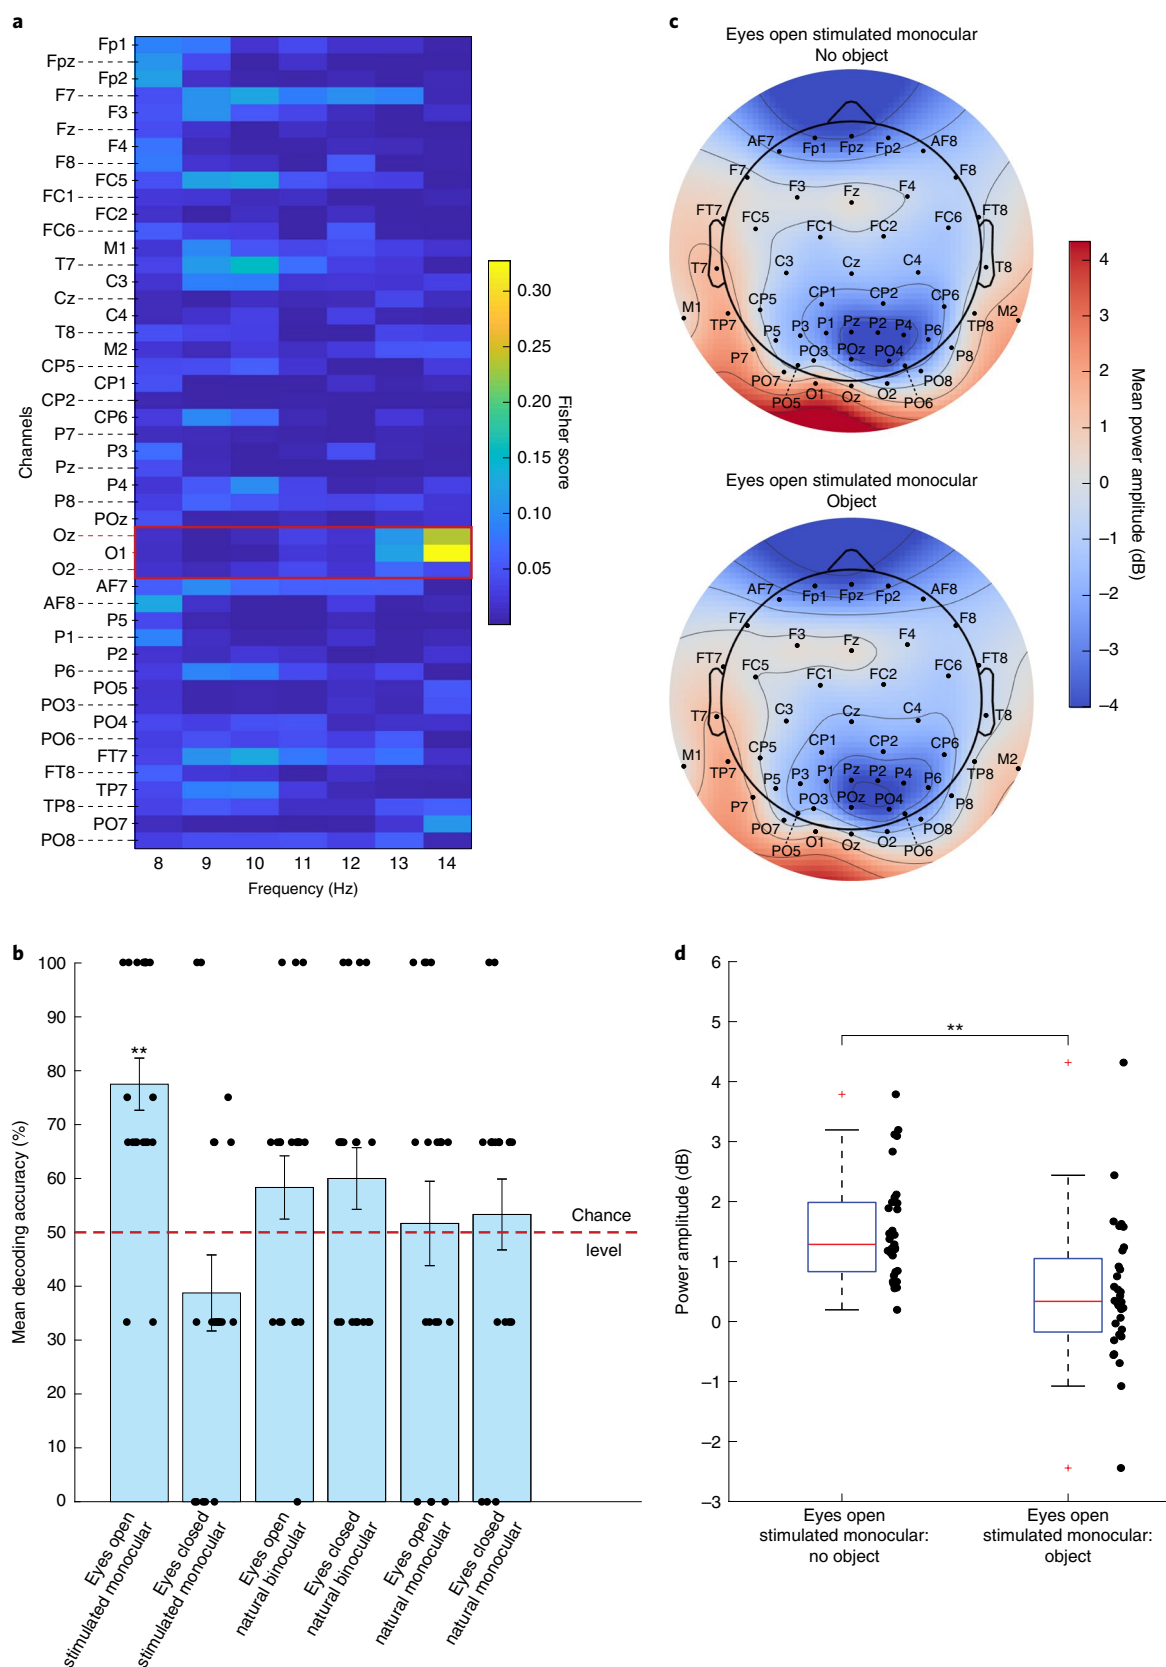 a
Fp1
Fpz
Fp2
F7
F3
Fz
F4
F8
FC5
FC1
FC2
FC6
M1
T7
C3
Cz
C4
T8
M2
CP5
CP1
CP2
CP6
P7
P3
Pz
P4
P8
POz
Oz
O1
O2
AF7
AF8
P5
P1
P2
P6
PO5
PO3
PO4
PO6
FT7
FT8
TP7
TP8
PO7
PO8
Channels
8 9 10 11 12 13 14
Frequency (Hz)
0.30
0.25
0.20
0.15
0.10
0.05
Fisher score
c
Eyes open stimulated monocular
No object
AF7 Fp1 Fpz Fp2 AF8
F7 F3 Fz F4 F8
FT7 FC5 FC1 FC2 FC6 FT8
T7 C3 Cz C4 T8
M1 TP7 CP5 CP1 CP2 CP6 TP8 M2
P7 P5 P3 P1 Pz P2 P4 P6 P8
PO7 PO3 POz PO4 PO8
PO5 O1 Oz O2 PO6
Eyes open stimulated monocular
Object
AF7 Fp1 Fpz Fp2 AF8
F7 F3 Fz F4 F8
FT7 FC5 FC1 FC2 FC6 FT8
T7 C3 Cz C4 T8
M1 TP7 CP5 CP1 CP2 CP6 TP8 M2
P7 P5 P3 P1 Pz P2 P4 P6 P8
PO7 PO3 POz PO4 PO8
PO5 O1 Oz O2 PO6
4
3
2
1
0
–1
–2
–3
–4
Mean power amplitude (dB)
b
100
90
80
70
60
50
40
30
20
10
0
Mean decoding accuracy (%)
**
Chance
level
Eyes open
stimulated monocular
Eyes closed
stimulated monocular
Eyes open
natural binocular
Eyes closed
natural binocular
Eyes open
natural monocular
Eyes closed
natural monocular
d
6
5
4
3
2
1
0
–1
–2
–3
Power amplitude (dB)
**
Eyes open
stimulated monocular:
no object
Eyes open
stimulated monocular:
object